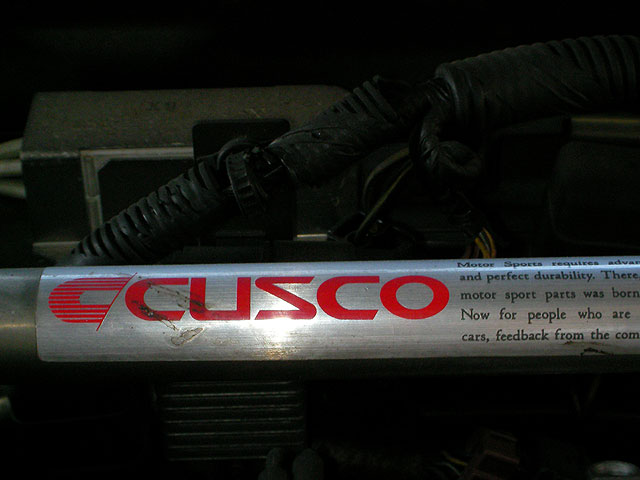 CUSCO
Motor Sports requires
and perfect durability. There
motor sport parts was born
Now for people who are
cars, feedback from the com